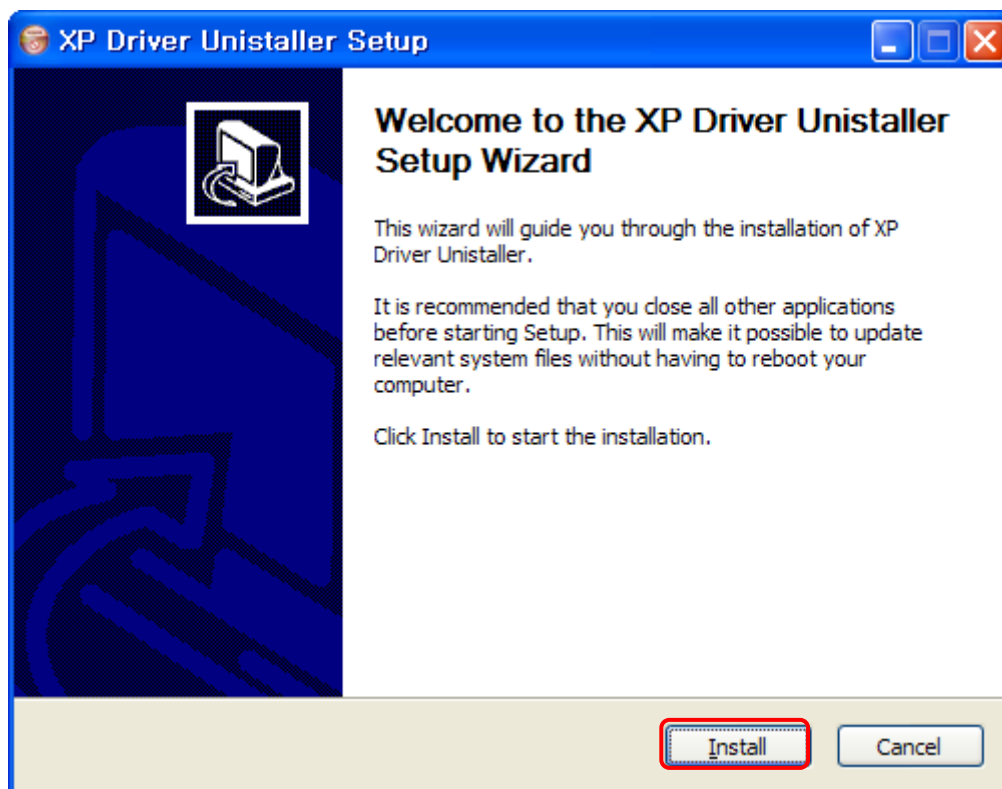 XP Driver Unistaller Setup
Welcome to the XP Driver Unistaller
Setup Wizard
This wizard will guide you through the installation of XP
Driver Unistaller.
It is recommended that you close all other applications
before starting Setup. This will make it possible to update
relevant system files without having to reboot your
computer.
Click Install to start the installation.
Install Cancel